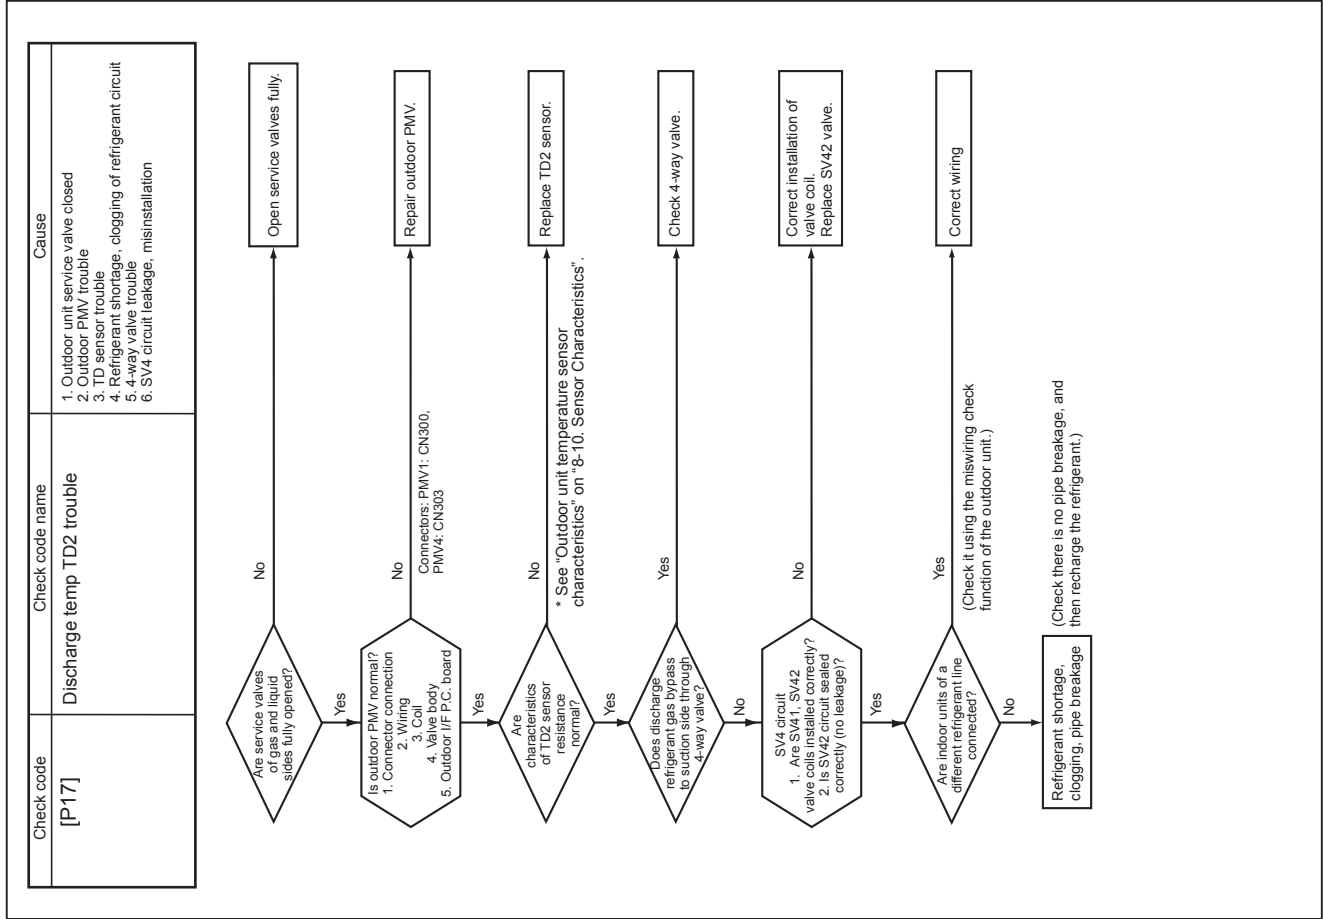 Check code
Check code name
Cause
[P17]
Discharge temp TD2 trouble
1. Outdoor unit service valve closed
2. Outdoor PMV trouble
3. TD sensor trouble
4. Refrigerant shortage, clogging of refrigerant circuit
5. 4-way valve trouble
6. SV4 circuit leakage, misinstallation
Are service valves
of gas and liquid
sides fully opened?
No
Open service valves fully.
Yes
Is outdoor PMV normal?
1. Connector connection
2. Wiring
3. Coil
4. Valve body
5. Outdoor I/F P.C. board
No
Connectors: PMV1: CN300,
PMV4: CN303
Repair outdoor PMV.
Yes
Are
characteristics
of TD2 sensor
resistance
normal?
No
* See “Outdoor unit temperature sensor
characteristics” on “8-10. Sensor Characteristics”.
Replace TD2 sensor.
Yes
Does discharge
refrigerant gas bypass
to suction side through
4-way valve?
Yes
Check 4-way valve.
No
SV4 circuit
1. Are SV41, SV42
valve coils installed correctly?
2. Is SV42 circuit sealed
correctly (no leakage)?
No
Correct installation of
valve coil.
Replace SV42 valve.
Yes
Are indoor units of a
different refrigerant line
connected?
Yes
(Check it using the miswiring check
function of the outdoor unit.)
Correct wiring
No
Refrigerant shortage,
clogging, pipe breakage
(Check there is no pipe breakage, and
then recharge the refrigerant.)